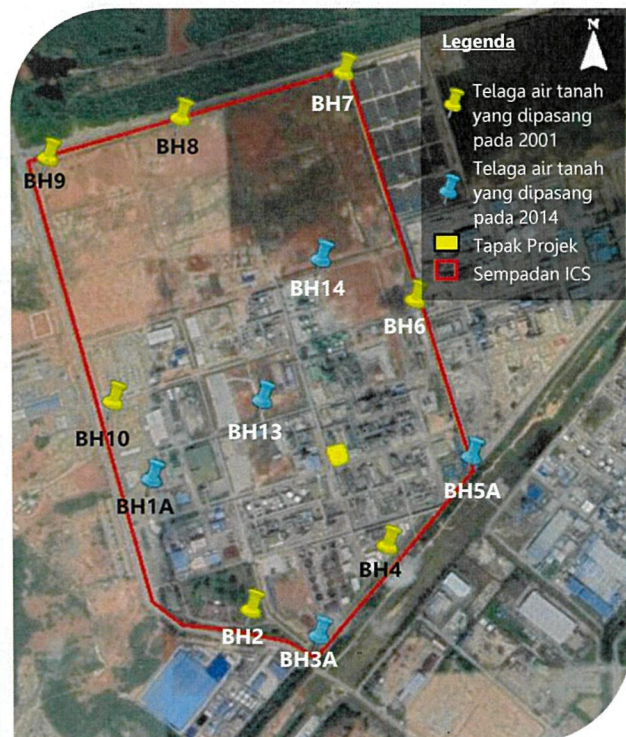 Legenda
N
Telaga air tanah
yang dipasang
pada 2001
Telaga air tanah
yang dipasang
pada 2014
Tapak Projek
Sempadan ICS
BH7
BH8
BH9
BH14
BH6
BH10
BH13
BH1A
BH5A
BH4
BH2
BH3A